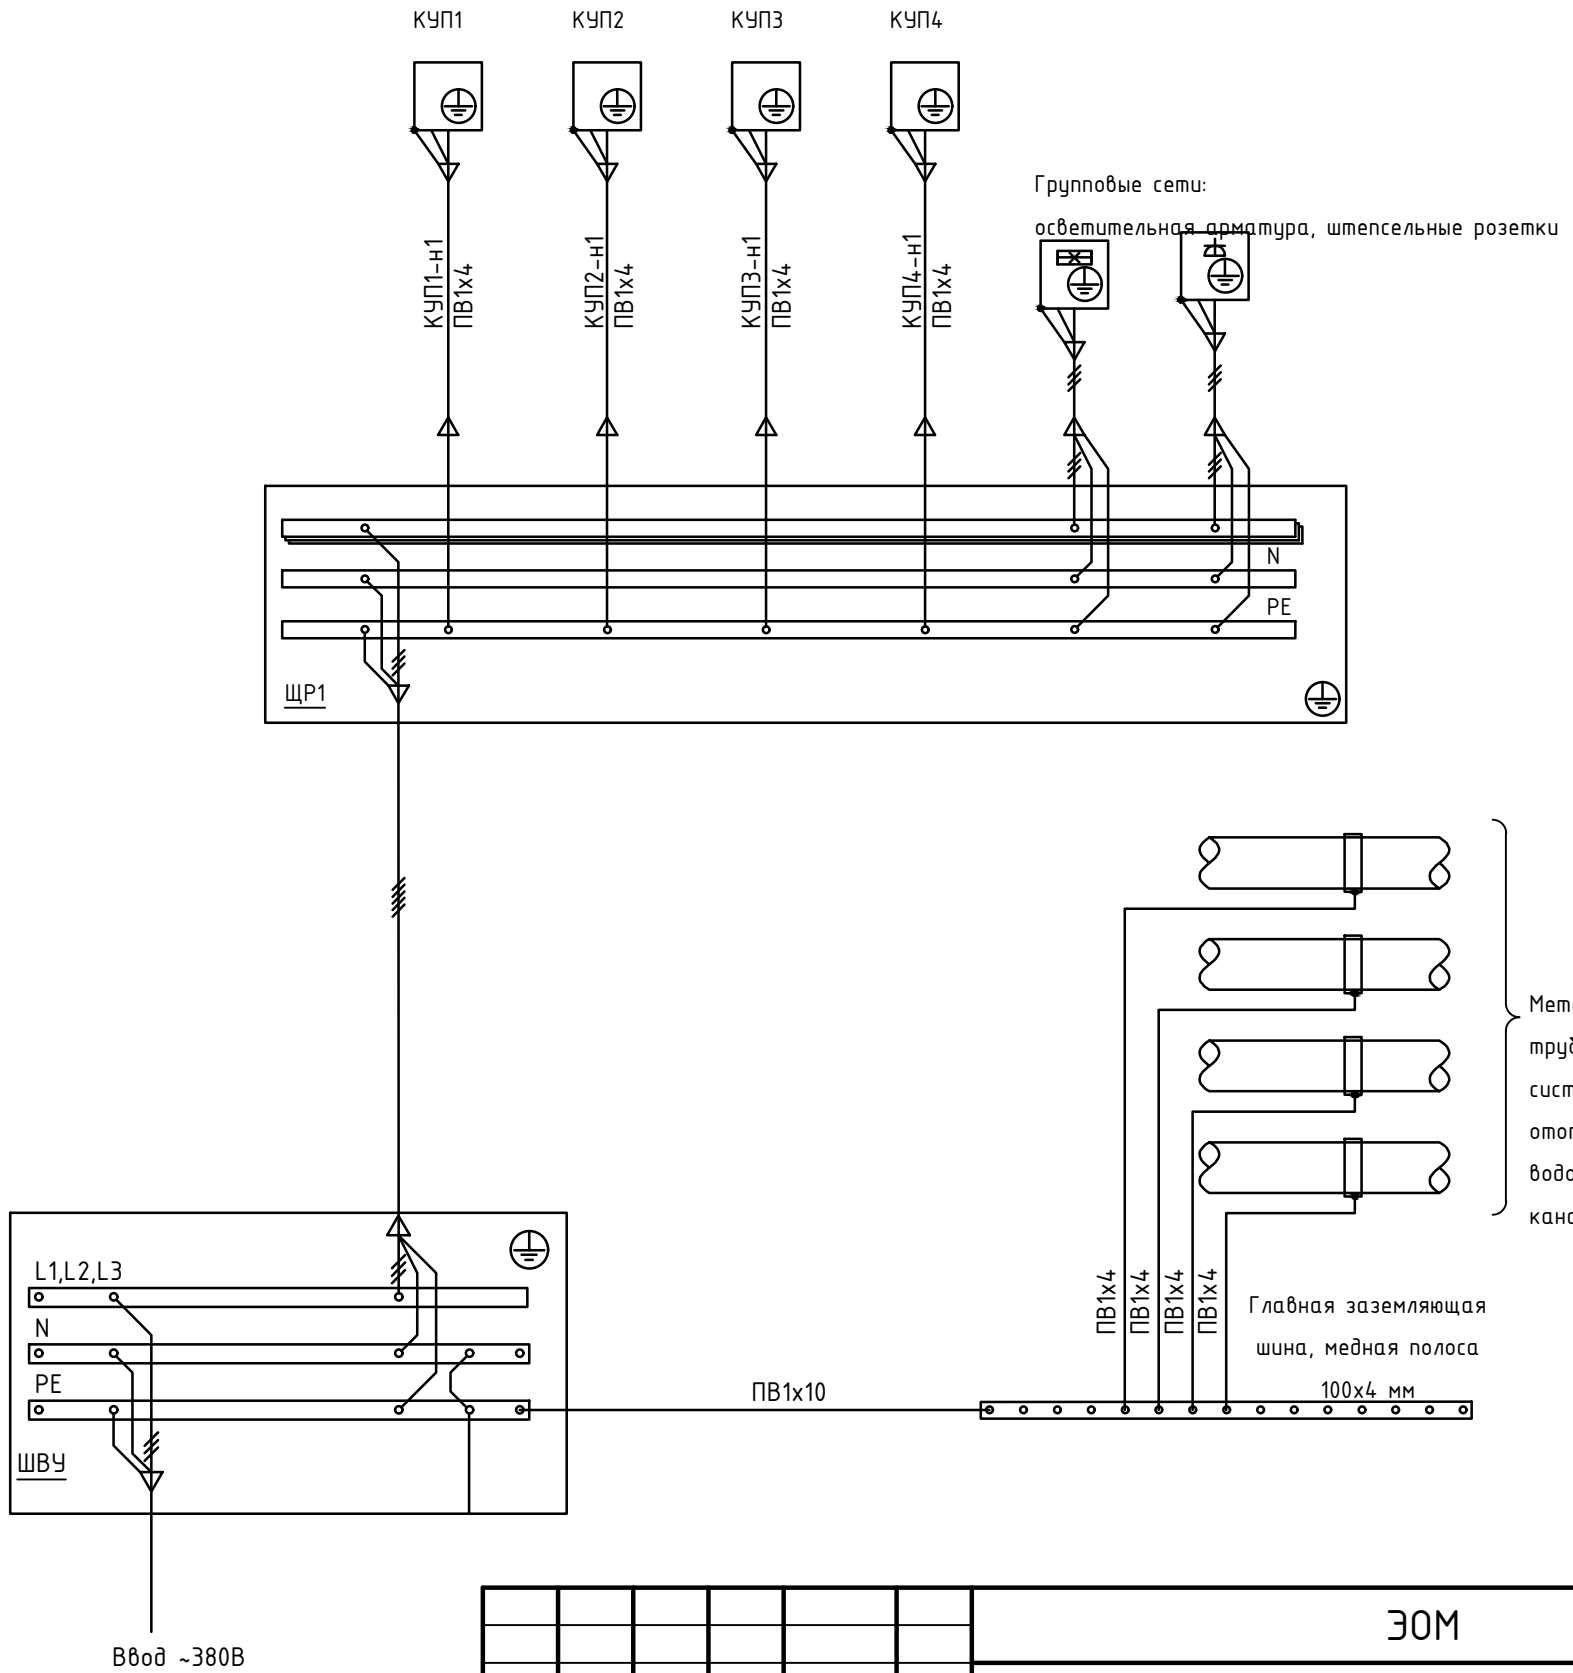 КУП1 КУП2 КУП3 КУП4
Групповые сети:
осветительная арматура, штепсельные розетки
КУП1-н1
ПВ1х4
КУП2-н1
ПВ1х4
КУП3-н1
ПВ1х4
КУП4-н1
ПВ1х4
N
PE
ЩР1
L1,L2,L3
N
PE
ШВУ
ПВ1х10
ПВ1х4
ПВ1х4
ПВ1х4
ПВ1х4
Главная заземляющая
шина, медная полоса
100х4 мм
Ввод ~380В
ЭОМ